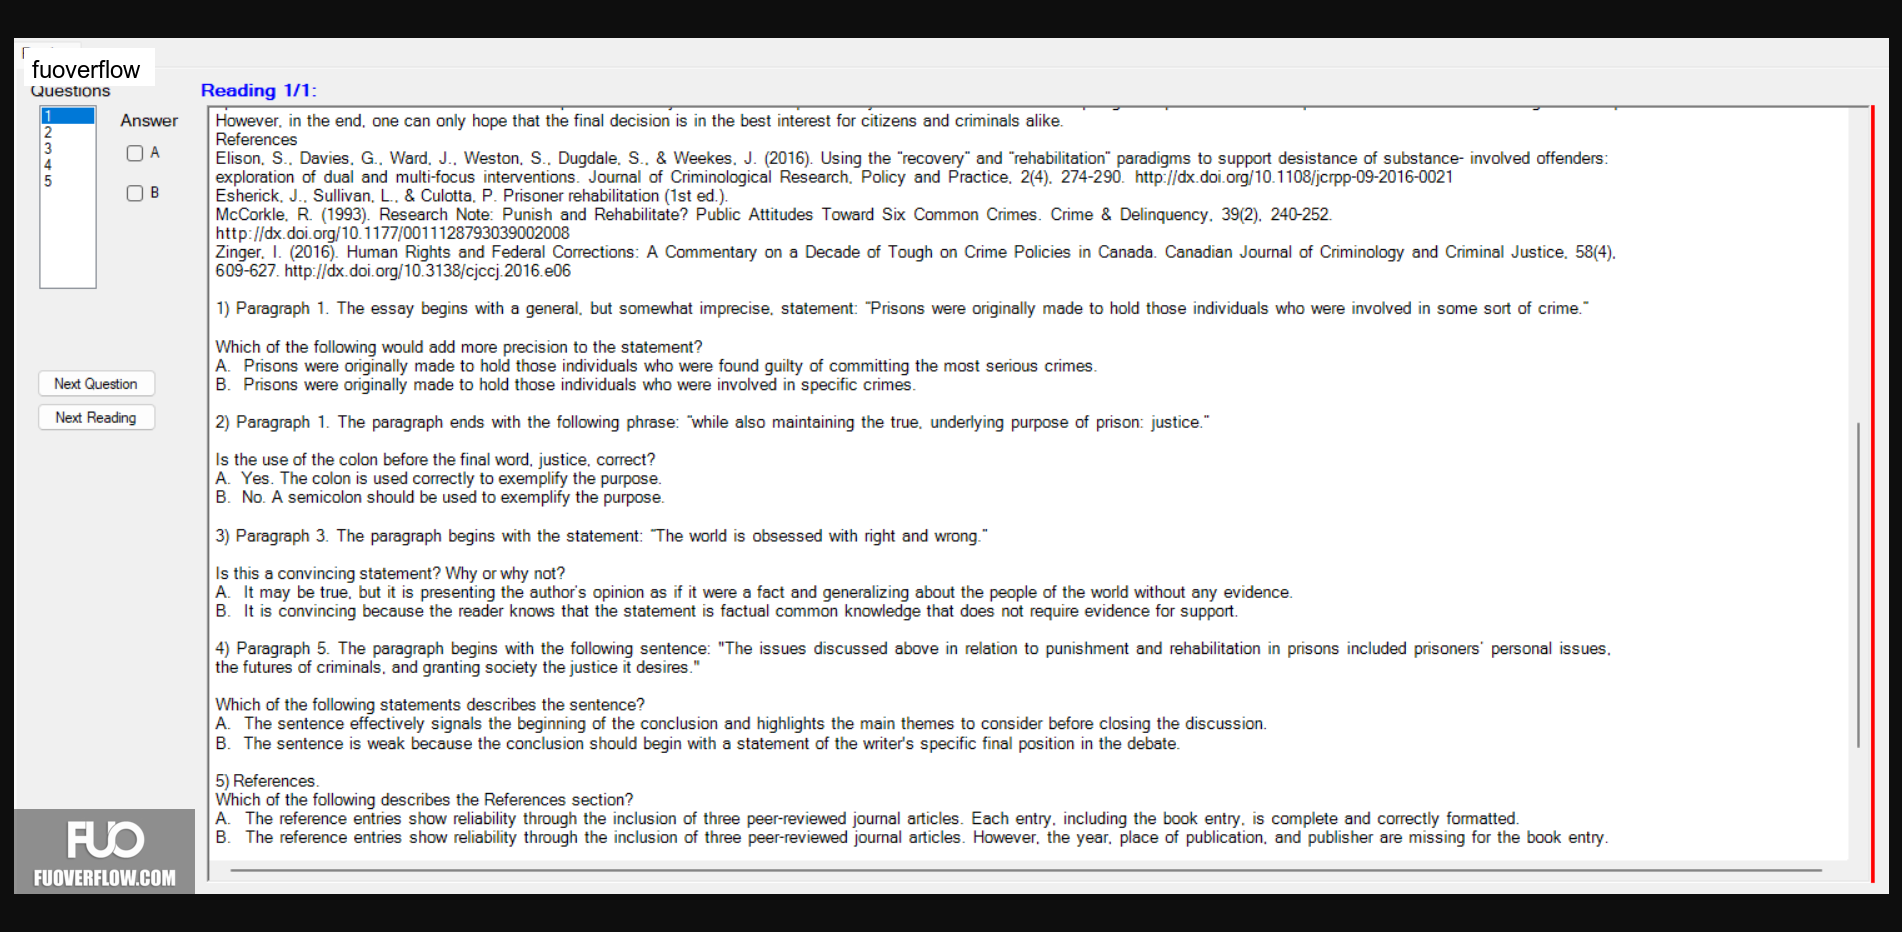 fuoverflow
Questions
Reading 1/1:
1
2
3
4
5
Answer
A
B
Next Question
Next Reading
However, in the end, one can only hope that the final decision is in the best interest for citizens and criminals alike.
References
Elison, S., Davies, G., Ward, J., Weston, S., Dugdale, S., & Weekes, J. (2016). Using the "recovery" and "rehabilitation" paradigms to support desistance of substance- involved offenders:
exploration of dual and multi-focus interventions. Journal of Criminological Research, Policy and Practice, 2(4), 274-290. http://dx.doi.org/10.1108/jcrpp-09-2016-0021
Esherick, J., Sullivan, L., & Culotta, P. Prisoner rehabilitation (1st ed.).
McCorkle, R. (1993). Research Note: Punish and Rehabilitate? Public Attitudes Toward Six Common Crimes. Crime & Delinquency, 39(2), 240-252.
http://dx.doi.org/10.1177/0011128793039002008
Zinger, I. (2016). Human Rights and Federal Corrections: A Commentary on a Decade of Tough on Crime Policies in Canada. Canadian Journal of Criminology and Criminal Justice, 58(4),
609-627. http://dx.doi.org/10.3138/cjccj.2016.e06
1) Paragraph 1. The essay begins with a general, but somewhat imprecise, statement: "Prisons were originally made to hold those individuals who were involved in some sort of crime."
Which of the following would add more precision to the statement?
A. Prisons were originally made to hold those individuals who were found guilty of committing the most serious crimes.
B. Prisons were originally made to hold those individuals who were involved in specific crimes.
2) Paragraph 1. The paragraph ends with the following phrase: "while also maintaining the true, underlying purpose of prison: justice."
Is the use of the colon before the final word, justice, correct?
A. Yes. The colon is used correctly to exemplify the purpose.
B. No. A semicolon should be used to exemplify the purpose.
3) Paragraph 3. The paragraph begins with the statement: "The world is obsessed with right and wrong."
Is this a convincing statement? Why or why not?
A. It may be true, but it is presenting the author's opinion as if it were a fact and generalizing about the people of the world without any evidence.
B. It is convincing because the reader knows that the statement is factual common knowledge that does not require evidence for support.
4) Paragraph 5. The paragraph begins with the following sentence: "The issues discussed above in relation to punishment and rehabilitation in prisons included prisoners' personal issues,
the futures of criminals, and granting society the justice it desires."
Which of the following statements describes the sentence?
A. The sentence effectively signals the beginning of the conclusion and highlights the main themes to consider before closing the discussion.
B. The sentence is weak because the conclusion should begin with a statement of the writer's specific final position in the debate.
5) References.
Which of the following describes the References section?
A. The reference entries show reliability through the inclusion of three peer-reviewed journal articles. Each entry, including the book entry, is complete and correctly formatted.
B. The reference entries show reliability through the inclusion of three peer-reviewed journal articles. However, the year, place of publication, and publisher are missing for the book entry.
FUO
FUOVERFLOW.COM